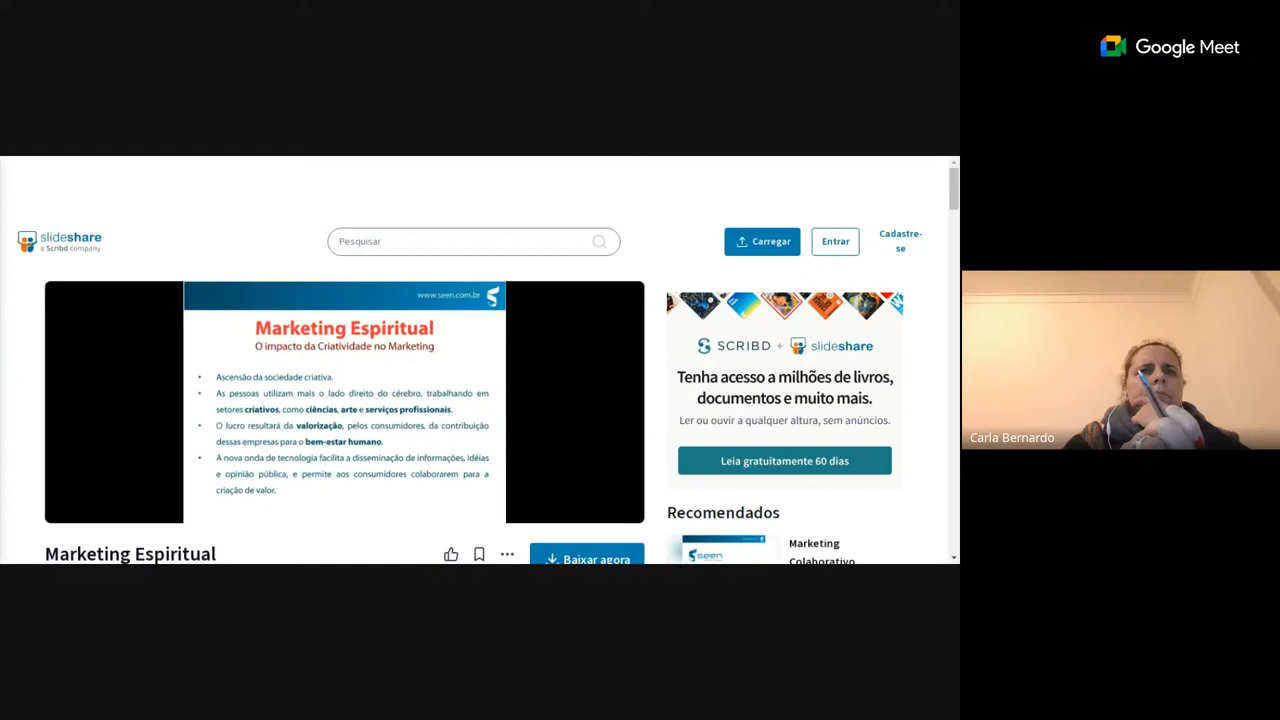 Google Meet
slideshare
a Scribd company
Pesquisar
Carregar
Entrar
Cadastre-
se
www.seen.com.br
Marketing Espiritual
O impacto da Criatividade no Marketing
• Ascensão da sociedade criativa.
• As pessoas utilizam mais o lado direito do cérebro, trabalhando em
setores criativos, como ciências, arte e serviços profissionais.
• O lucro resultará da valorização, pelos consumidores, da contribuição
dessas empresas para o bem-estar humano.
• A nova onda de tecnologia facilita a disseminação de informações, idéias
e opinião pública, e permite aos consumidores colaborarem para a
criação de valor.
SCRIBD + slideshare
Tenha acesso a milhões de livros,
documentos e muito mais.
Ler ou ouvir a qualquer altura, sem anúncios.
Leia gratuitamente 60 dias
Recomendados
seen
Marketing
Colaborativo
Marketing Espiritual
Baixar agora
Carla Bernardo